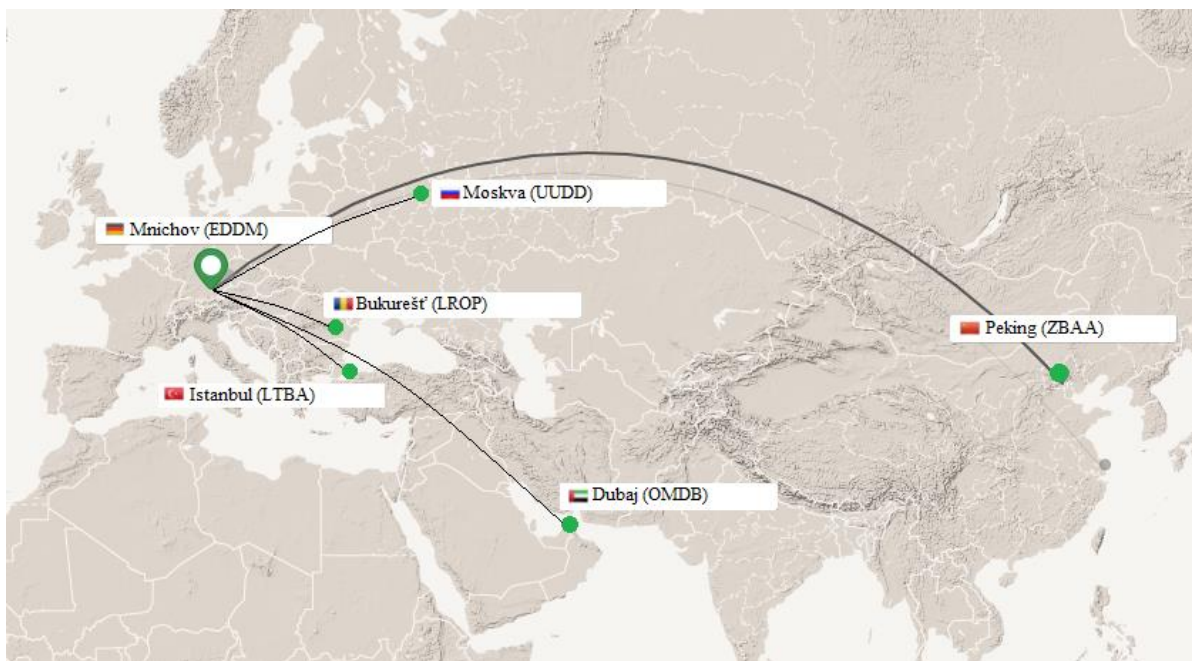 Moskva (UUDD)
Mnichov (EDDM)
Bukurešť (LROP)
Peking (ZBAA)
Istanbul (LTBA)
Dubaj (OMDB)